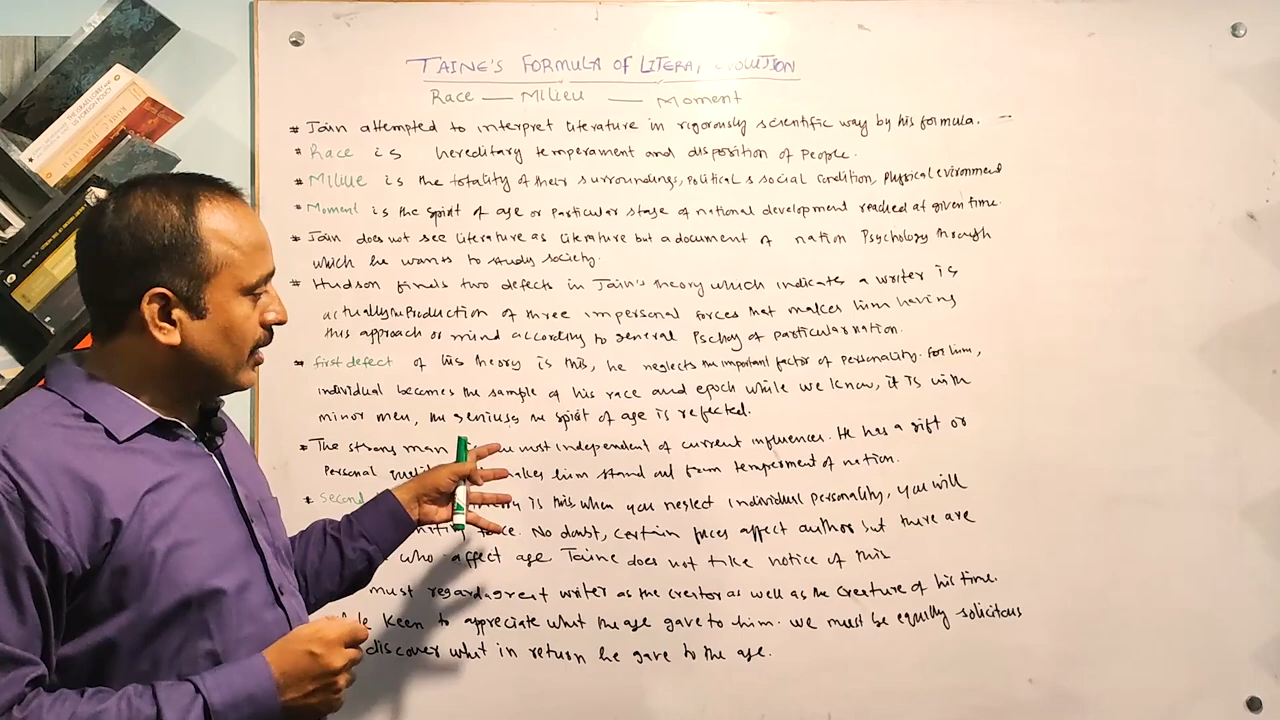 THE ISRAEL LOBBY AND US FOREIGN POLICY
TAINE'S FORMULA OF LITERA
Race — Milieu — Moment
* Tain attempted to interpret literature in rigorously scientific way by his formula. —
* Race is hereditary temperament and disposition of People.
* MilIue is the totality of their surroundings, political & social condition, physical evironment
* Moment is the spirit of age or particular stage of national development reached at given time.
* Tain does not see literature as literature but a document of nation Psychology through
which he wants to study society.
* Hudson finds two defects in Tain's theory which indicates a writer is
actually the Production of three impersonal forces that makes him having
this approach or mind according to general of particular nation.
* first defect of his theory is this, he neglects the important factor of personality. For him,
individual becomes the sample of his race and epoch while we know, it is with
minor men, the geniuses the spirit of age is
* The strong man most independent of current influences. He has a gift or
Personal him stand out from of nation.
* Second is this, when you neglect individual personality, you will
No doubt, certain affect author but there are
who affect age Taine does not take notice of this
must regard a great writer as the creator as well as the creature of his time.
Keen to appreciate what the age gave to him. we must be equally solicitous
discover what in return he gave to the age.